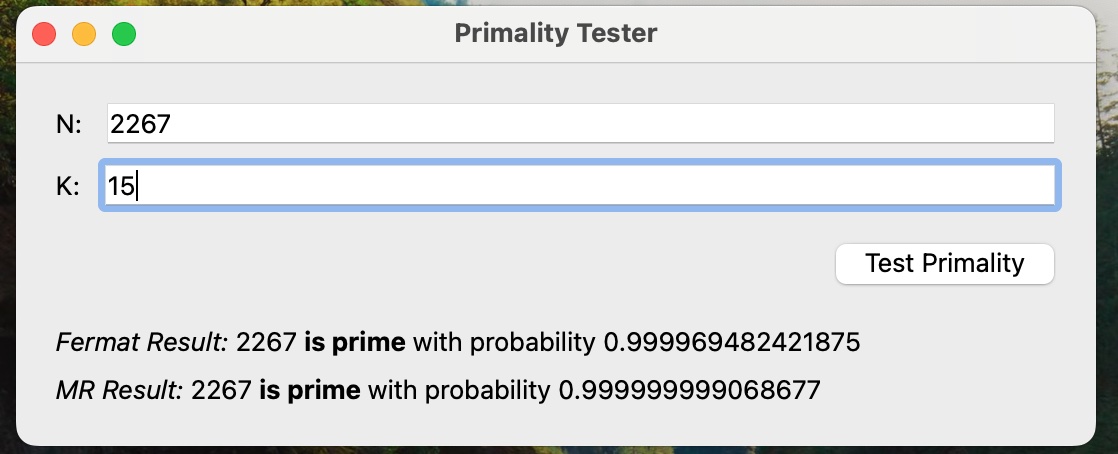 Primality Tester
N: 2267
K: 15
Test Primality
Fermat Result: 2267 is prime with probability 0.999969482421875
MR Result: 2267 is prime with probability 0.999999999068677